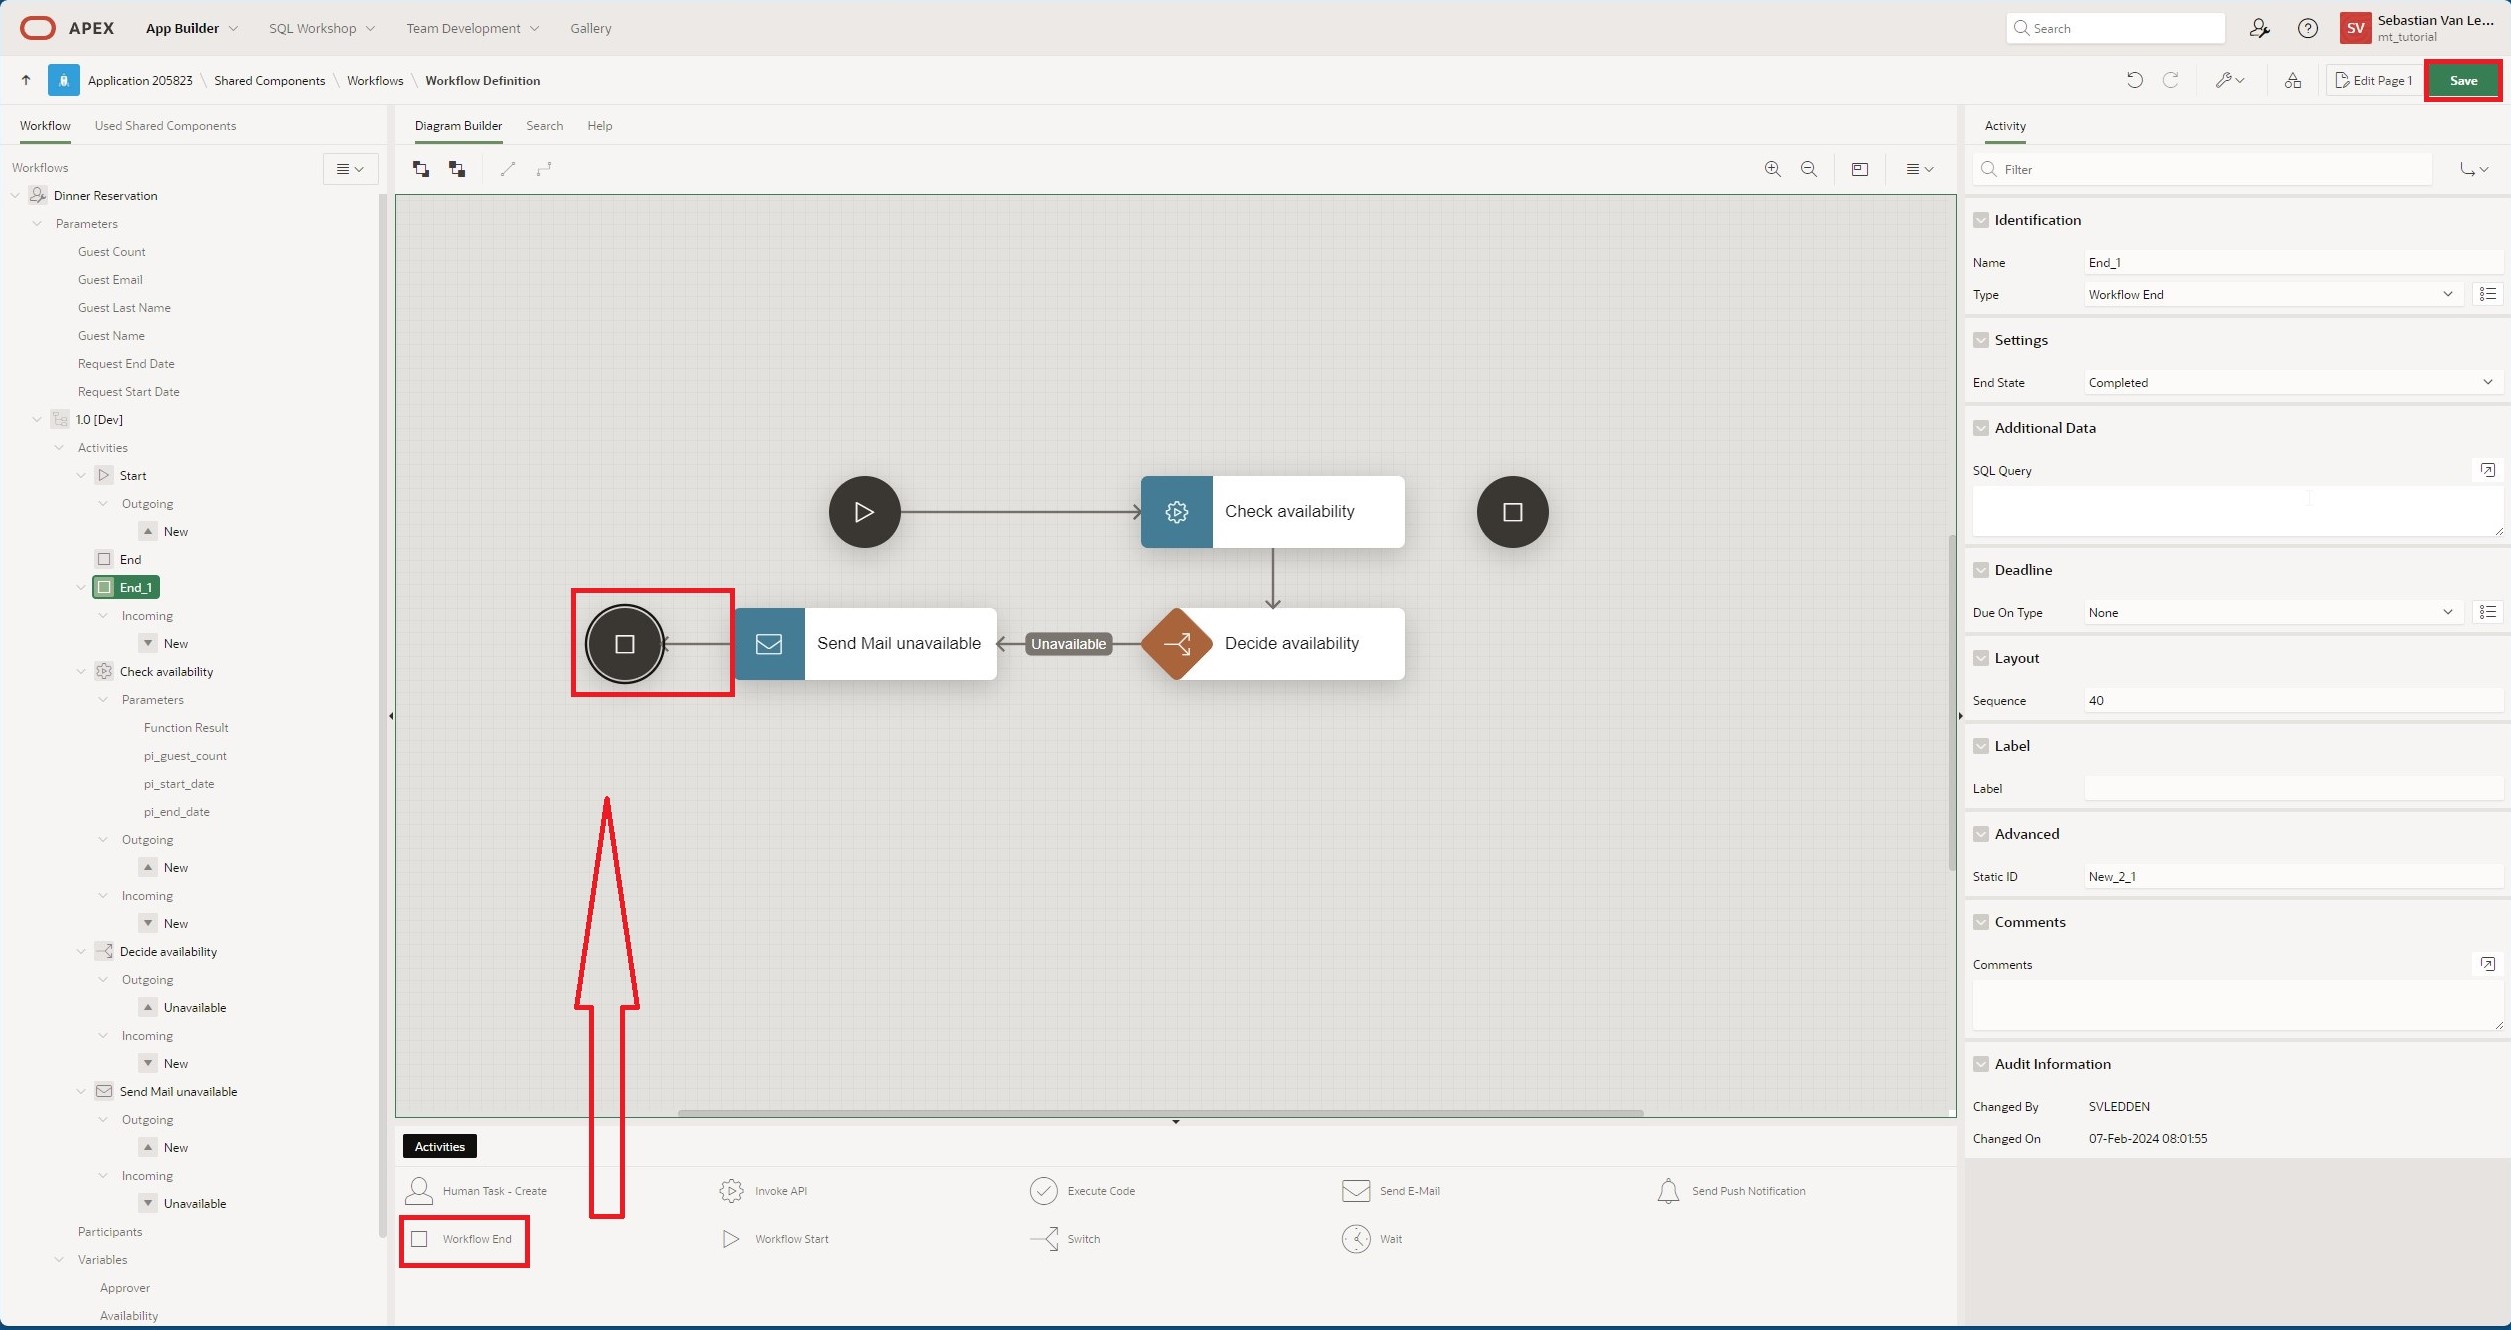 APEX
App Builder
SQL Workshop
Team Development
Gallery
Search
SV
Sebastian Van Le...
mt_tutorial
Application 205823
Shared Components
Workflows
Workflow Definition
Edit Page 1
Save
Workflow
Used Shared Components
Workflows
Dinner Reservation
Parameters
Guest Count
Guest Email
Guest Last Name
Guest Name
Request End Date
Request Start Date
1.0 [Dev]
Activities
Start
Outgoing
New
End
End_1
Incoming
New
Check availability
Parameters
Function Result
pi_guest_count
pi_start_date
pi_end_date
Outgoing
New
Incoming
New
Decide availability
Outgoing
Unavailable
Incoming
New
Send Mail unavailable
Outgoing
New
Incoming
Unavailable
Participants
Variables
Approver
Availability
Diagram Builder
Search
Help
Check availability
Send Mail unavailable
Unavailable
Decide availability
Activities
Human Task - Create
Invoke API
Execute Code
Send E-Mail
Send Push Notification
Workflow End
Workflow Start
Switch
Wait
Activity
Filter
Identification
Name
End_1
Type
Workflow End
Settings
End State
Completed
Additional Data
SQL Query
Deadline
Due On Type
None
Layout
Sequence
40
Label
Label
Advanced
Static ID
New_2_1
Comments
Comments
Audit Information
Changed By
SVLEDDEN
Changed On
07-Feb-2024 08:01:55